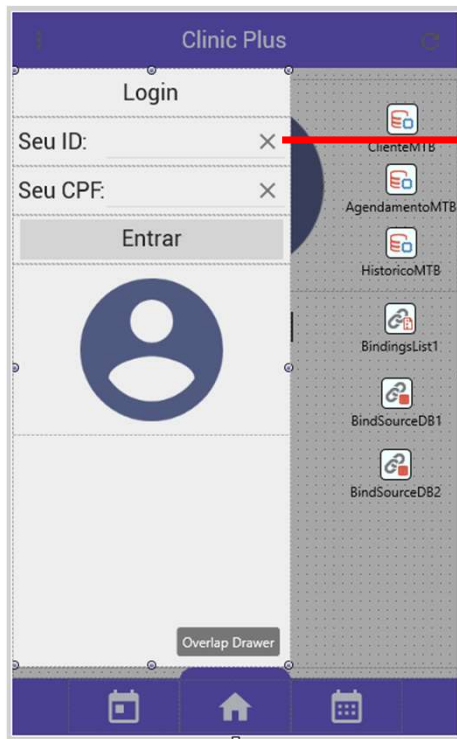 Clinic Plus
Login
Seu ID:
Seu CPF:
Entrar
ClienteMTB
AgendamentoMTB
HistoricoMTB
BindingsList1
BindSourceDB1
BindSourceDB2
Overlap Drawer